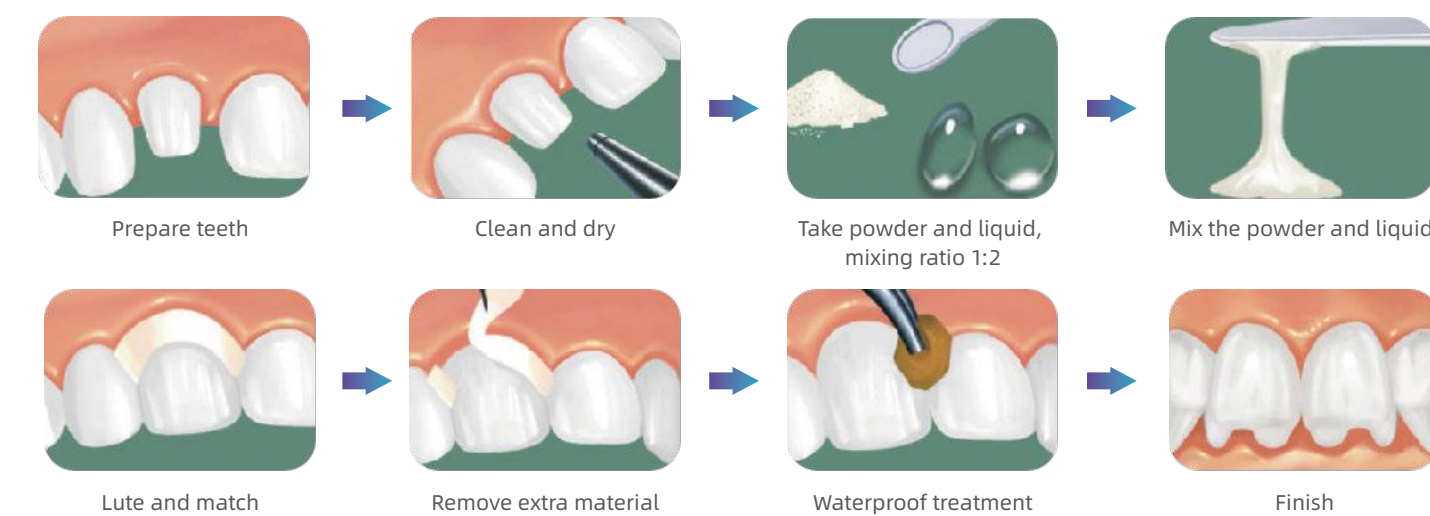 Prepare teeth
Clean and dry
Take powder and liquid,
mixing ratio 1:2
Mix the powder and liquid
Lute and match
Remove extra material
Waterproof treatment
Finish